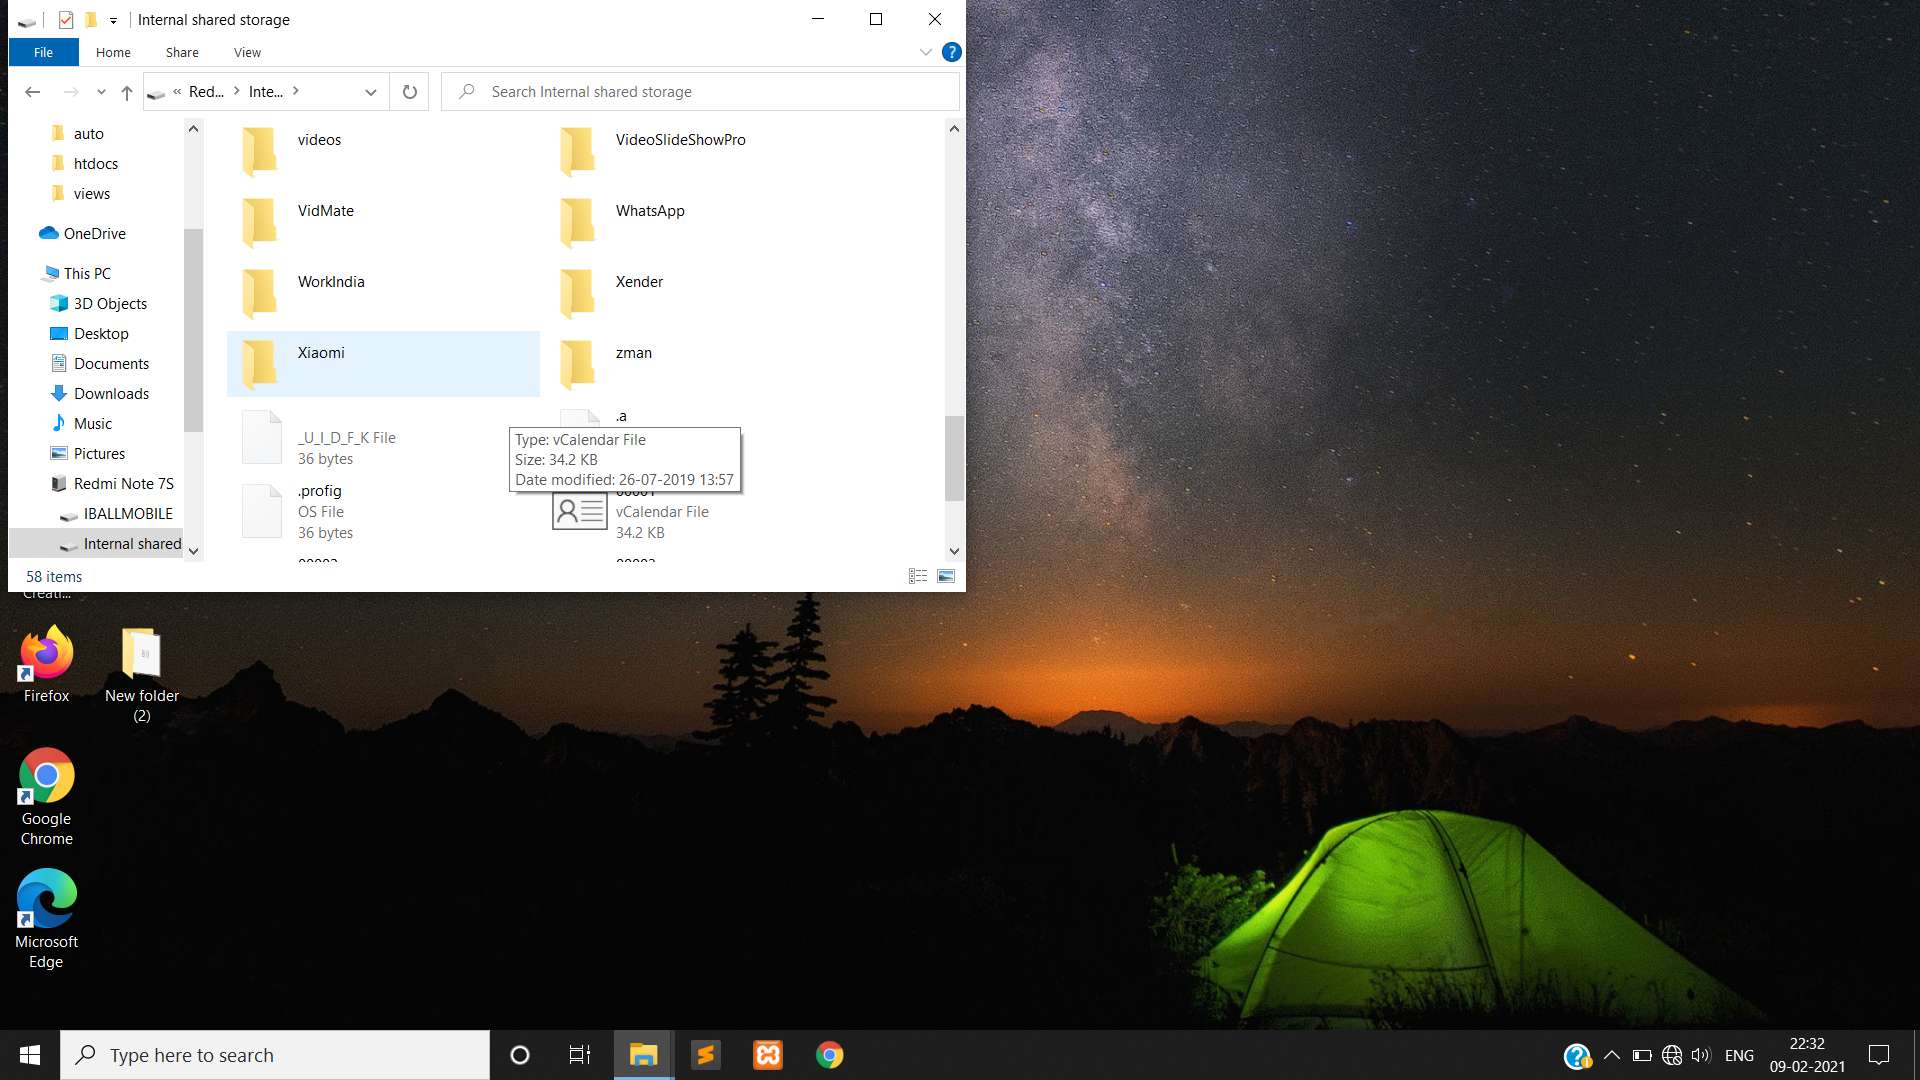 Internal shared storage
File
Home
Share
View
?
« Red... > Inte... >
Search Internal shared storage
auto
htdocs
views
OneDrive
This PC
3D Objects
Desktop
Documents
Downloads
Music
Pictures
Redmi Note 7S
IBALLMOBILE
Internal shared
videos
VideoSlideShowPro
VidMate
WhatsApp
WorkIndia
Xender
Xiaomi
zman
_U_I_D_F_K File
36 bytes
.a
Type: vCalendar File
Size: 34.2 KB
Date modified: 26-07-2019 13:57
.profig
OS File
36 bytes
vCalendar File
34.2 KB
58 items
Creati...
Firefox
New folder
(2)
Google
Chrome
Microsoft
Edge
Type here to search
ENG
22:32
09-02-2021